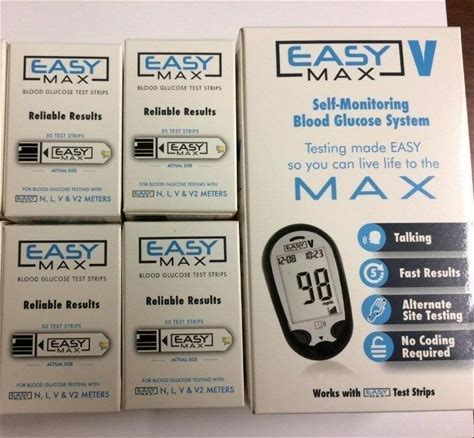 EASY
MAX
BLOOD GLUCOSE TEST STRIPS
Reliable Results
50 TEST STRIPS
EASY
MAX
ACTUAL SIZE
FOR BLOOD GLUCOSE TESTING WITH
EASY N, L, V & V2 METERS
EASY
MAX
BLOOD GLUCOSE TEST STRIPS
Reliable Results
50 TEST STRIPS
EASY
MAX
ACTUAL SIZE
FOR BLOOD GLUCOSE TESTING WITH
EASY N, L, V & V2 METERS
EASY
MAX
BLOOD GLUCOSE TEST STRIPS
Reliable Results
50 TEST STRIPS
EASY
MAX
ACTUAL SIZE
FOR BLOOD GLUCOSE TESTING WITH
EASY N, L, V & V2 METERS
EASY
MAX
BLOOD GLUCOSE TEST STRIPS
Reliable Results
50 TEST STRIPS
EASY
MAX
ACTUAL SIZE
FOR BLOOD GLUCOSE TESTING WITH
EASY N, L, V & V2 METERS
EASY V
MAX
Self-Monitoring
Blood Glucose System
Testing made EASY
so you can live life to the
MAX
EASY V
MAX
12-08 10:23
98
Talking
5" Fast Results
Alternate
Site Testing
No Coding
Required
Works with EASY Test Strips